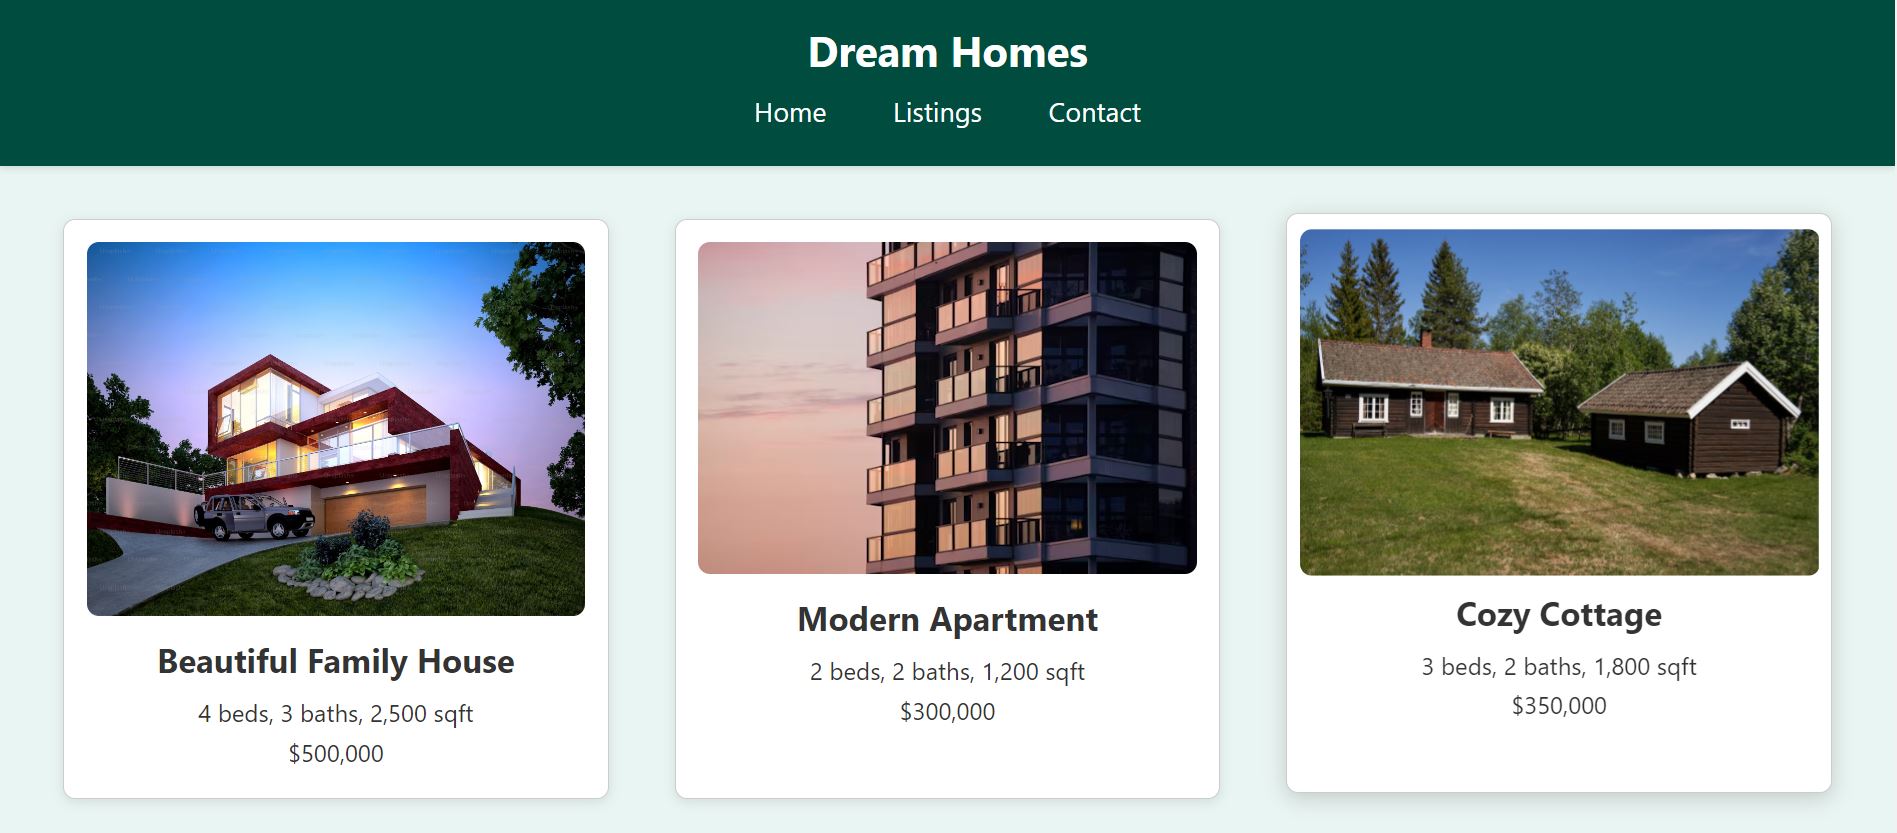 Dream Homes
Home Listings Contact
Beautiful Family House
4 beds, 3 baths, 2,500 sqft
$500,000
Modern Apartment
2 beds, 2 baths, 1,200 sqft
$300,000
Cozy Cottage
3 beds, 2 baths, 1,800 sqft
$350,000